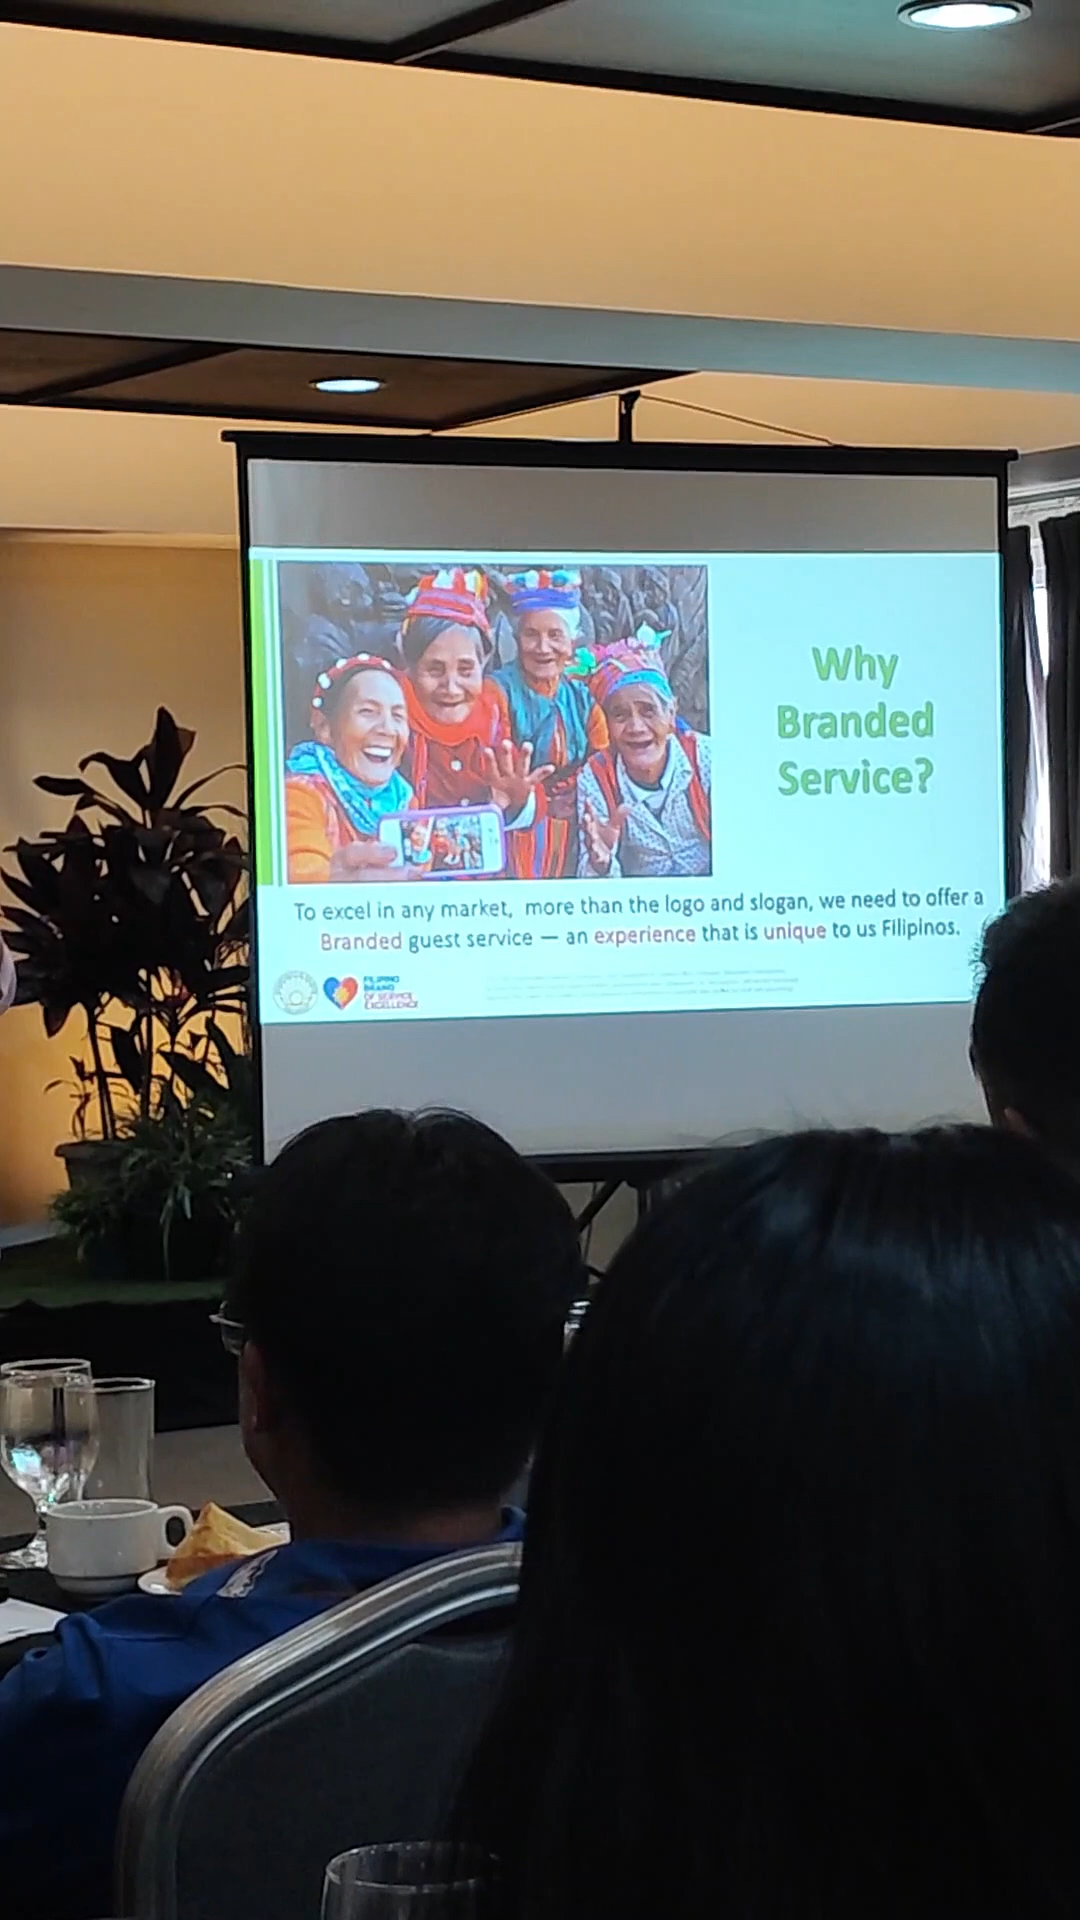 Why
Branded
Service?
To excel in any market, more than the logo and slogan, we need to offer a
Branded guest service — an experience that is unique to us Filipinos.
FILIPINO
BRAND
OF SERVICE
EXCELLENCE